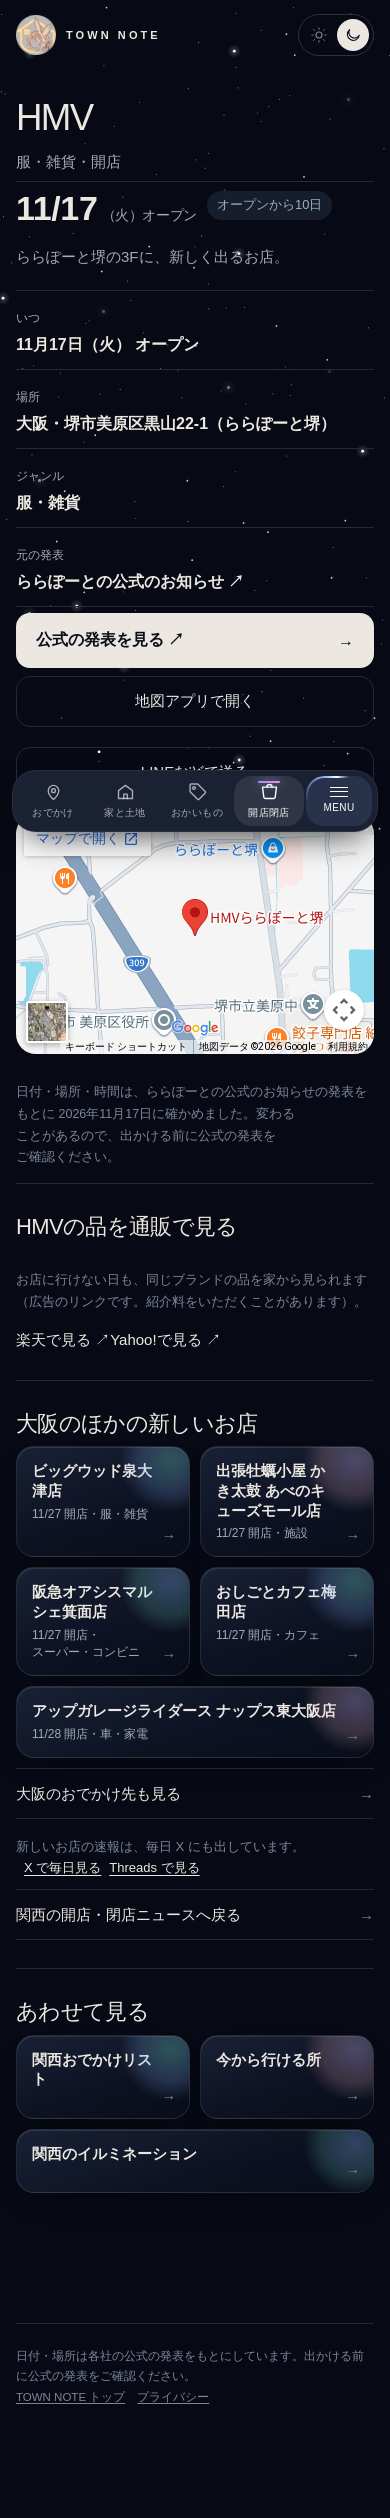 TOWN NOTE
HMV
服・雑貨・開店
11/17 （火）オープン オープンから10日
ららぽーと堺の3Fに、新しく出るお店。
いつ
11月17日（火） オープン
場所
大阪・堺市美原区黒山22-1（ららぽーと堺）
ジャンル
服・雑貨
元の発表
ららぽーとの公式のお知らせ ↗
公式の発表を見る ↗ →
地図アプリで開く
おでかけ 家と土地 おかいもの 開店閉店 MENU
マップで開く
ららぽーと堺
HMVららぽーと堺
309
堺市立美原中
市 美原区役所
Google
餃子専門店
キーボード ショートカット 地図データ ©2026 Google 利用規約
日付・場所・時間は、ららぽーとの公式のお知らせの発表を
もとに 2026年11月17日に確かめました。変わる
ことがあるので、出かける前に公式の発表を
ご確認ください。
HMVの品を通販で見る
お店に行けない日も、同じブランドの品を家から見られます
（広告のリンクです。紹介料をいただくことがあります）。
楽天で見る ↗Yahoo!で見る ↗
大阪のほかの新しいお店
ビッグウッド泉大
津店
11/27 開店・服・雑貨
→
出張牡蠣小屋 か
き太鼓 あべのキ
ューズモール店
11/27 開店・施設
→
阪急オアシスマル
シェ箕面店
11/27 開店・
スーパー・コンビニ
→
おしごとカフェ梅
田店
11/27 開店・カフェ
→
アップガレージライダース ナップス東大阪店
11/28 開店・車・家電
→
大阪のおでかけ先も見る →
新しいお店の速報は、毎日 X にも出しています。
X で毎日見る Threads で見る
関西の開店・閉店ニュースへ戻る →
あわせて見る
関西おでかけリス
ト
→
今から行ける所
→
関西のイルミネーション
→
日付・場所は各社の公式の発表をもとにしています。出かける前
に公式の発表をご確認ください。
TOWN NOTE トップ プライバシー